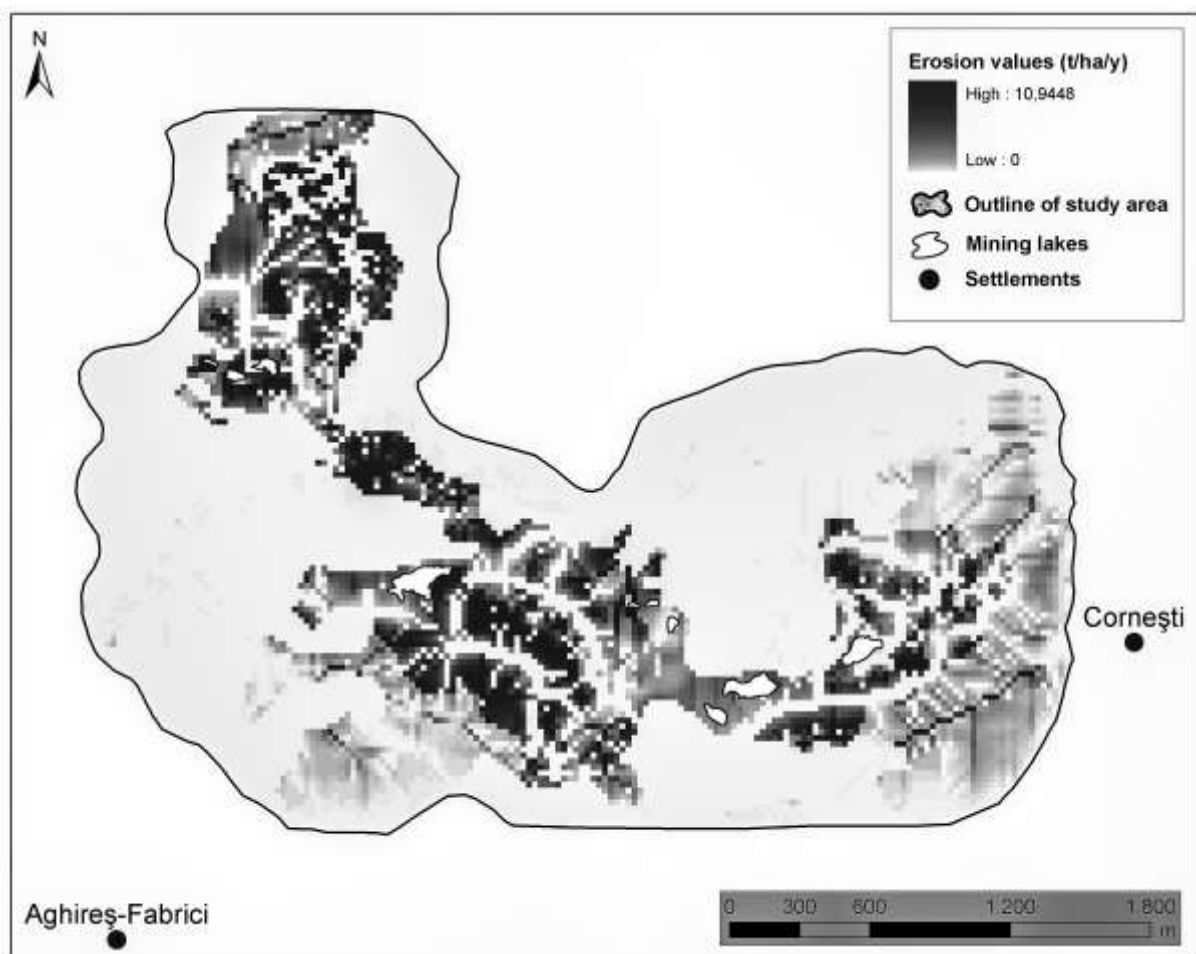 N
Erosion values (t/ha/y)
High : 10,9448
Low : 0
Outline of study area
Mining lakes
Settlements
Corneşti
Aghireş-Fabrici
0 300 600 1.200 1.800
m